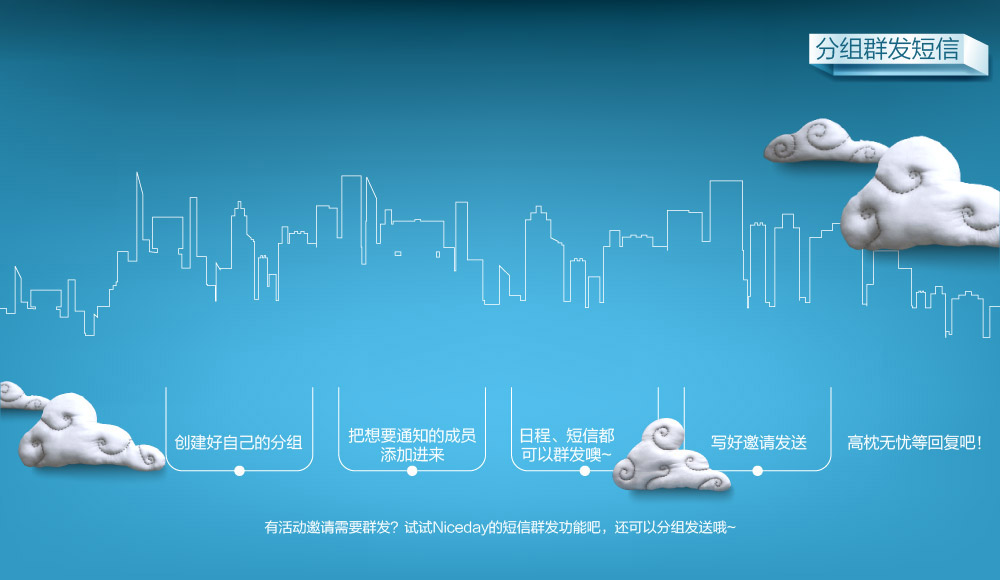 分组群发短信
创建好自己的分组
把想要通知的成员
添加进来
日程、短信都
可以群发噢~
写好邀请发送
高枕无忧等回复吧!
有活动邀请需要群发？试试Niceday的短信群发功能吧，还可以分组发送哦~